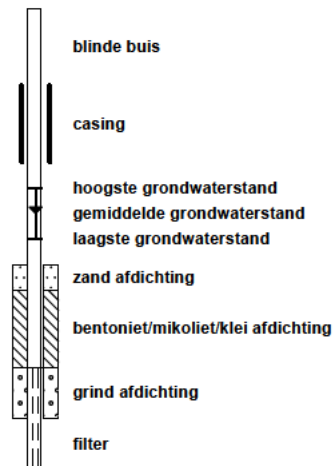 blinde buis
casing
hoogste grondwaterstand
gemiddelde grondwaterstand
laagste grondwaterstand
zand afdichting
bentoniet/mikoliet/klei afdichting
grind afdichting
filter